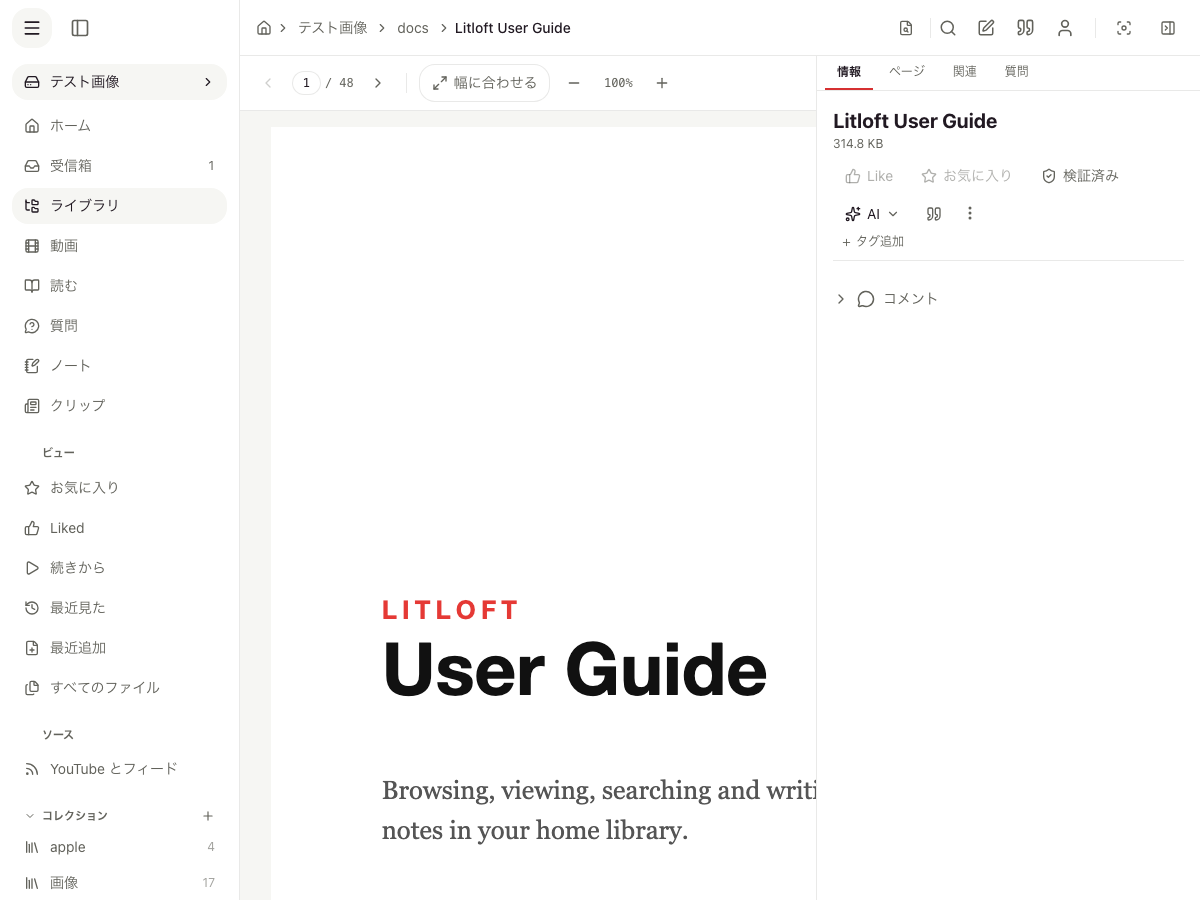 テスト画像
ホーム
受信箱 1
ライブラリ
動画
読む
質問
ノート
クリップ
ビュー
お気に入り
Liked
続きから
最近見た
最近追加
すべてのファイル
ソース
YouTube とフィード
コレクション
apple 4
画像 17
テスト画像 docs Litloft User Guide
1 / 48 幅に合わせる 100%
LITLOFT
User Guide
Browsing, viewing, searching and writi
notes in your home library.
情報 ページ 関連 質問
Litloft User Guide
314.8 KB
Like お気に入り 検証済み
AI
+ タグ追加
コメント